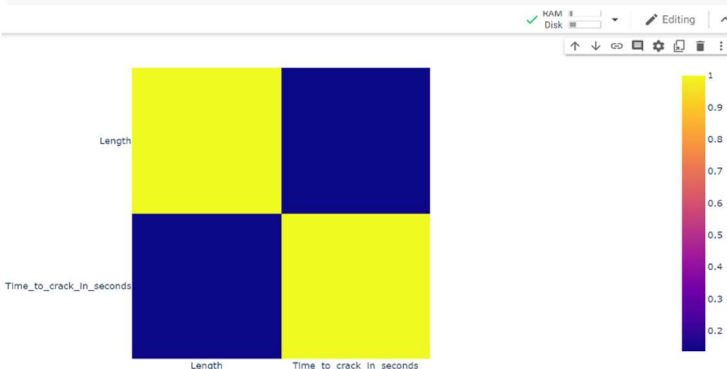 RAM
Disk
Editing
1
0.9
0.8
0.7
0.6
0.5
0.4
0.3
0.2
Length
Time_to_crack_in_seconds
Length
Time_to_crack_in_seconds